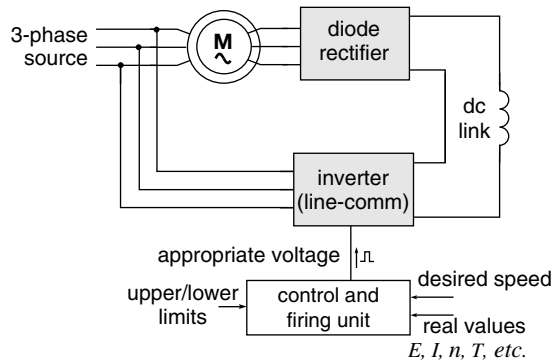 3-phase
source
M
diode
rectifier
dc
link
inverter
(line-comm)
appropriate voltage
upper/lower
limits
control and
firing unit
desired speed
real values
E, I, n, T, etc.